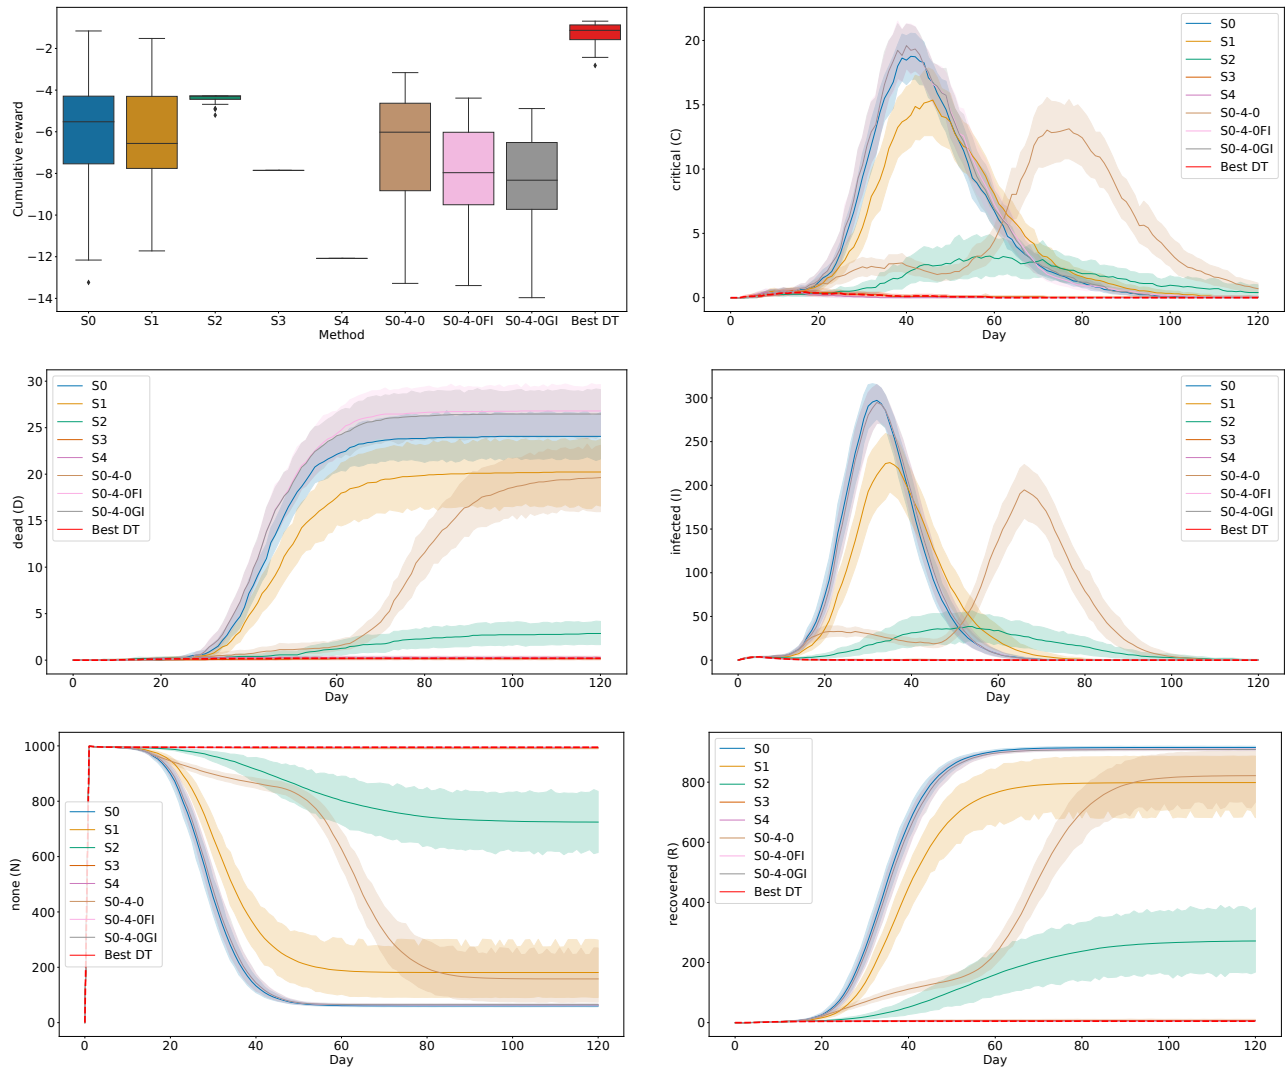 −2
−4
−6
−8
−10
−12
−14
Cumulative reward
S0 S1 S2 S3 S4 S0-4-0 S0-4-0FI S0-4-0GI Best DT
Method
20
15
10
5
0
critical (C)
S0
S1
S2
S3
S4
S0-4-0
S0-4-0FI
S0-4-0GI
Best DT
0 20 40 60 80 100 120
Day
30
25
20
15
10
5
0
dead (D)
S0
S1
S2
S3
S4
S0-4-0
S0-4-0FI
S0-4-0GI
Best DT
0 20 40 60 80 100 120
Day
300
250
200
150
100
50
0
infected (I)
S0
S1
S2
S3
S4
S0-4-0
S0-4-0FI
S0-4-0GI
Best DT
0 20 40 60 80 100 120
Day
1000
800
600
400
200
0
none (N)
S0
S1
S2
S3
S4
S0-4-0
S0-4-0FI
S0-4-0GI
Best DT
0 20 40 60 80 100 120
Day
800
600
400
200
0
recovered (R)
S0
S1
S2
S3
S4
S0-4-0
S0-4-0FI
S0-4-0GI
Best DT
0 20 40 60 80 100 120
Day